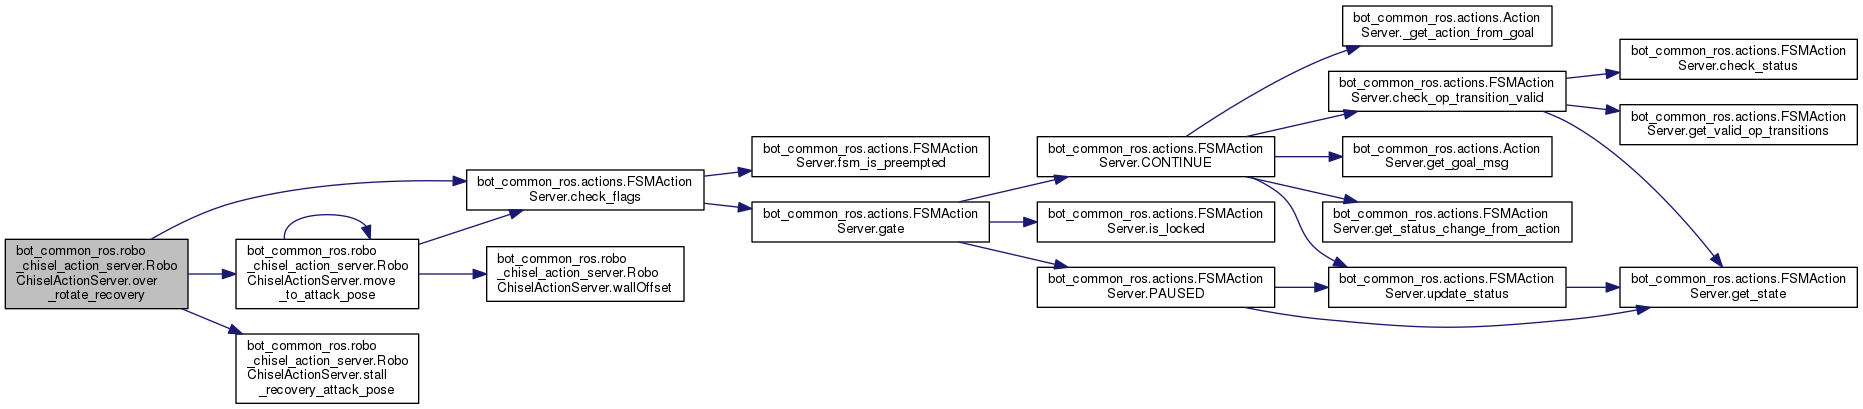 bot_common_ros.robo
_chisel_action_server.Robo
ChiselActionServer.over
_rotate_recovery
bot_common_ros.robo
_chisel_action_server.Robo
ChiselActionServer.move
_to_attack_pose
bot_common_ros.robo
_chisel_action_server.Robo
ChiselActionServer.stall
_recovery_attack_pose
bot_common_ros.actions.FSMAction
Server.check_flags
bot_common_ros.robo
_chisel_action_server.Robo
ChiselActionServer.wallOffset
bot_common_ros.actions.FSMAction
Server.fsm_is_preempted
bot_common_ros.actions.FSMAction
Server.gate
bot_common_ros.actions.FSMAction
Server.CONTINUE
bot_common_ros.actions.FSMAction
Server.is_locked
bot_common_ros.actions.FSMAction
Server.PAUSED
bot_common_ros.actions.Action
Server._get_action_from_goal
bot_common_ros.actions.FSMAction
Server.check_op_transition_valid
bot_common_ros.actions.Action
Server.get_goal_msg
bot_common_ros.actions.FSMAction
Server.get_status_change_from_action
bot_common_ros.actions.FSMAction
Server.update_status
bot_common_ros.actions.FSMAction
Server.check_status
bot_common_ros.actions.FSMAction
Server.get_valid_op_transitions
bot_common_ros.actions.FSMAction
Server.get_state